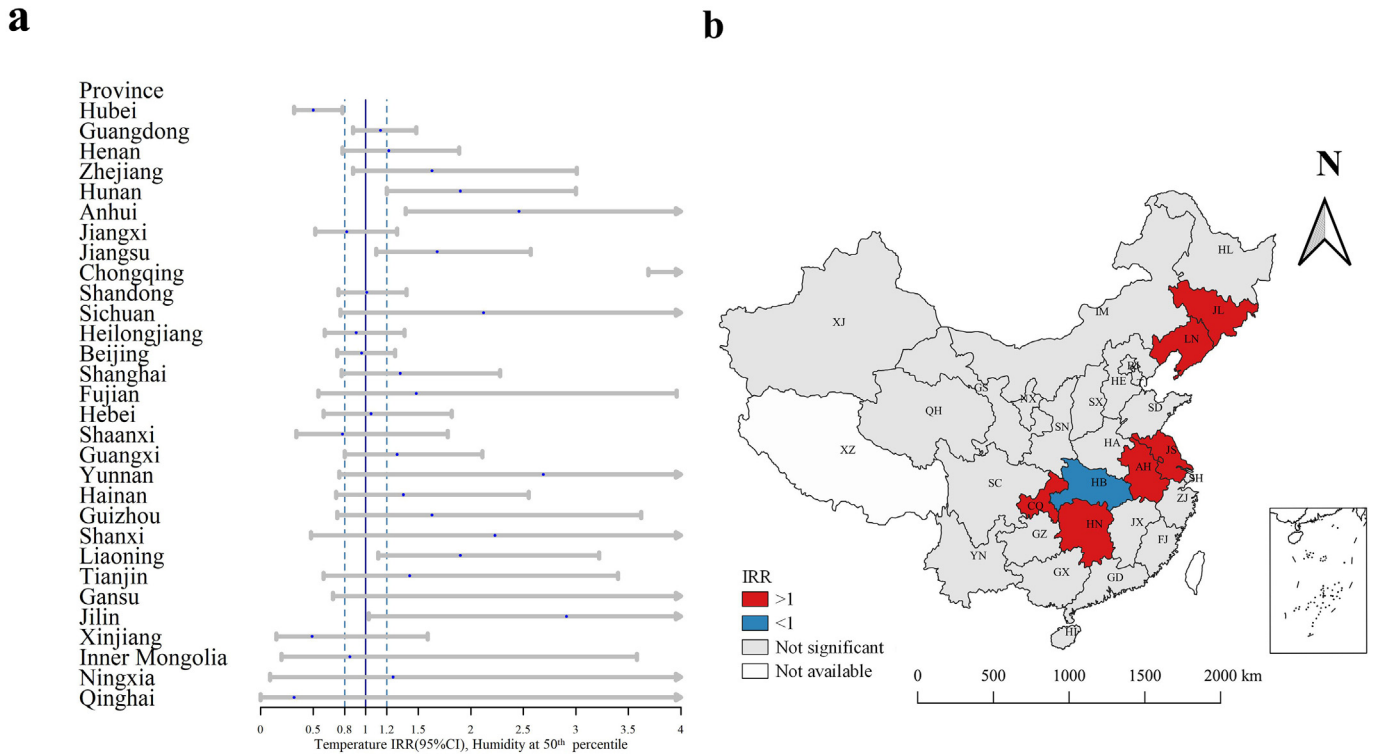 a
Province
Hubei
Guangdong
Henan
Zhejiang
Hunan
Anhui
Jiangxi
Jiangsu
Chongqing
Shandong
Sichuan
Heilongjiang
Beijing
Shanghai
Fujian
Hebei
Shaanxi
Guangxi
Yunnan
Hainan
Guizhou
Shanxi
Liaoning
Tianjin
Gansu
Jilin
Xinjiang
Inner Mongolia
Ningxia
Qinghai
0 0.5 0.8 1 1.2 1.5 2 2.5 3 3.5 4
Temperature IRR(95%CI), Humidity at 50th percentile
b
N
HL
JL
LN
IM
XJ
HE
GS
NX
SX
SD
QH
SN
HA
XZ
JS
AH
SH
SC
HB
ZJ
CQ
HN
JX
GZ
FJ
YN
GX
GD
HI
IRR
>1
<1
Not significant
Not available
0 500 1000 1500 2000 km